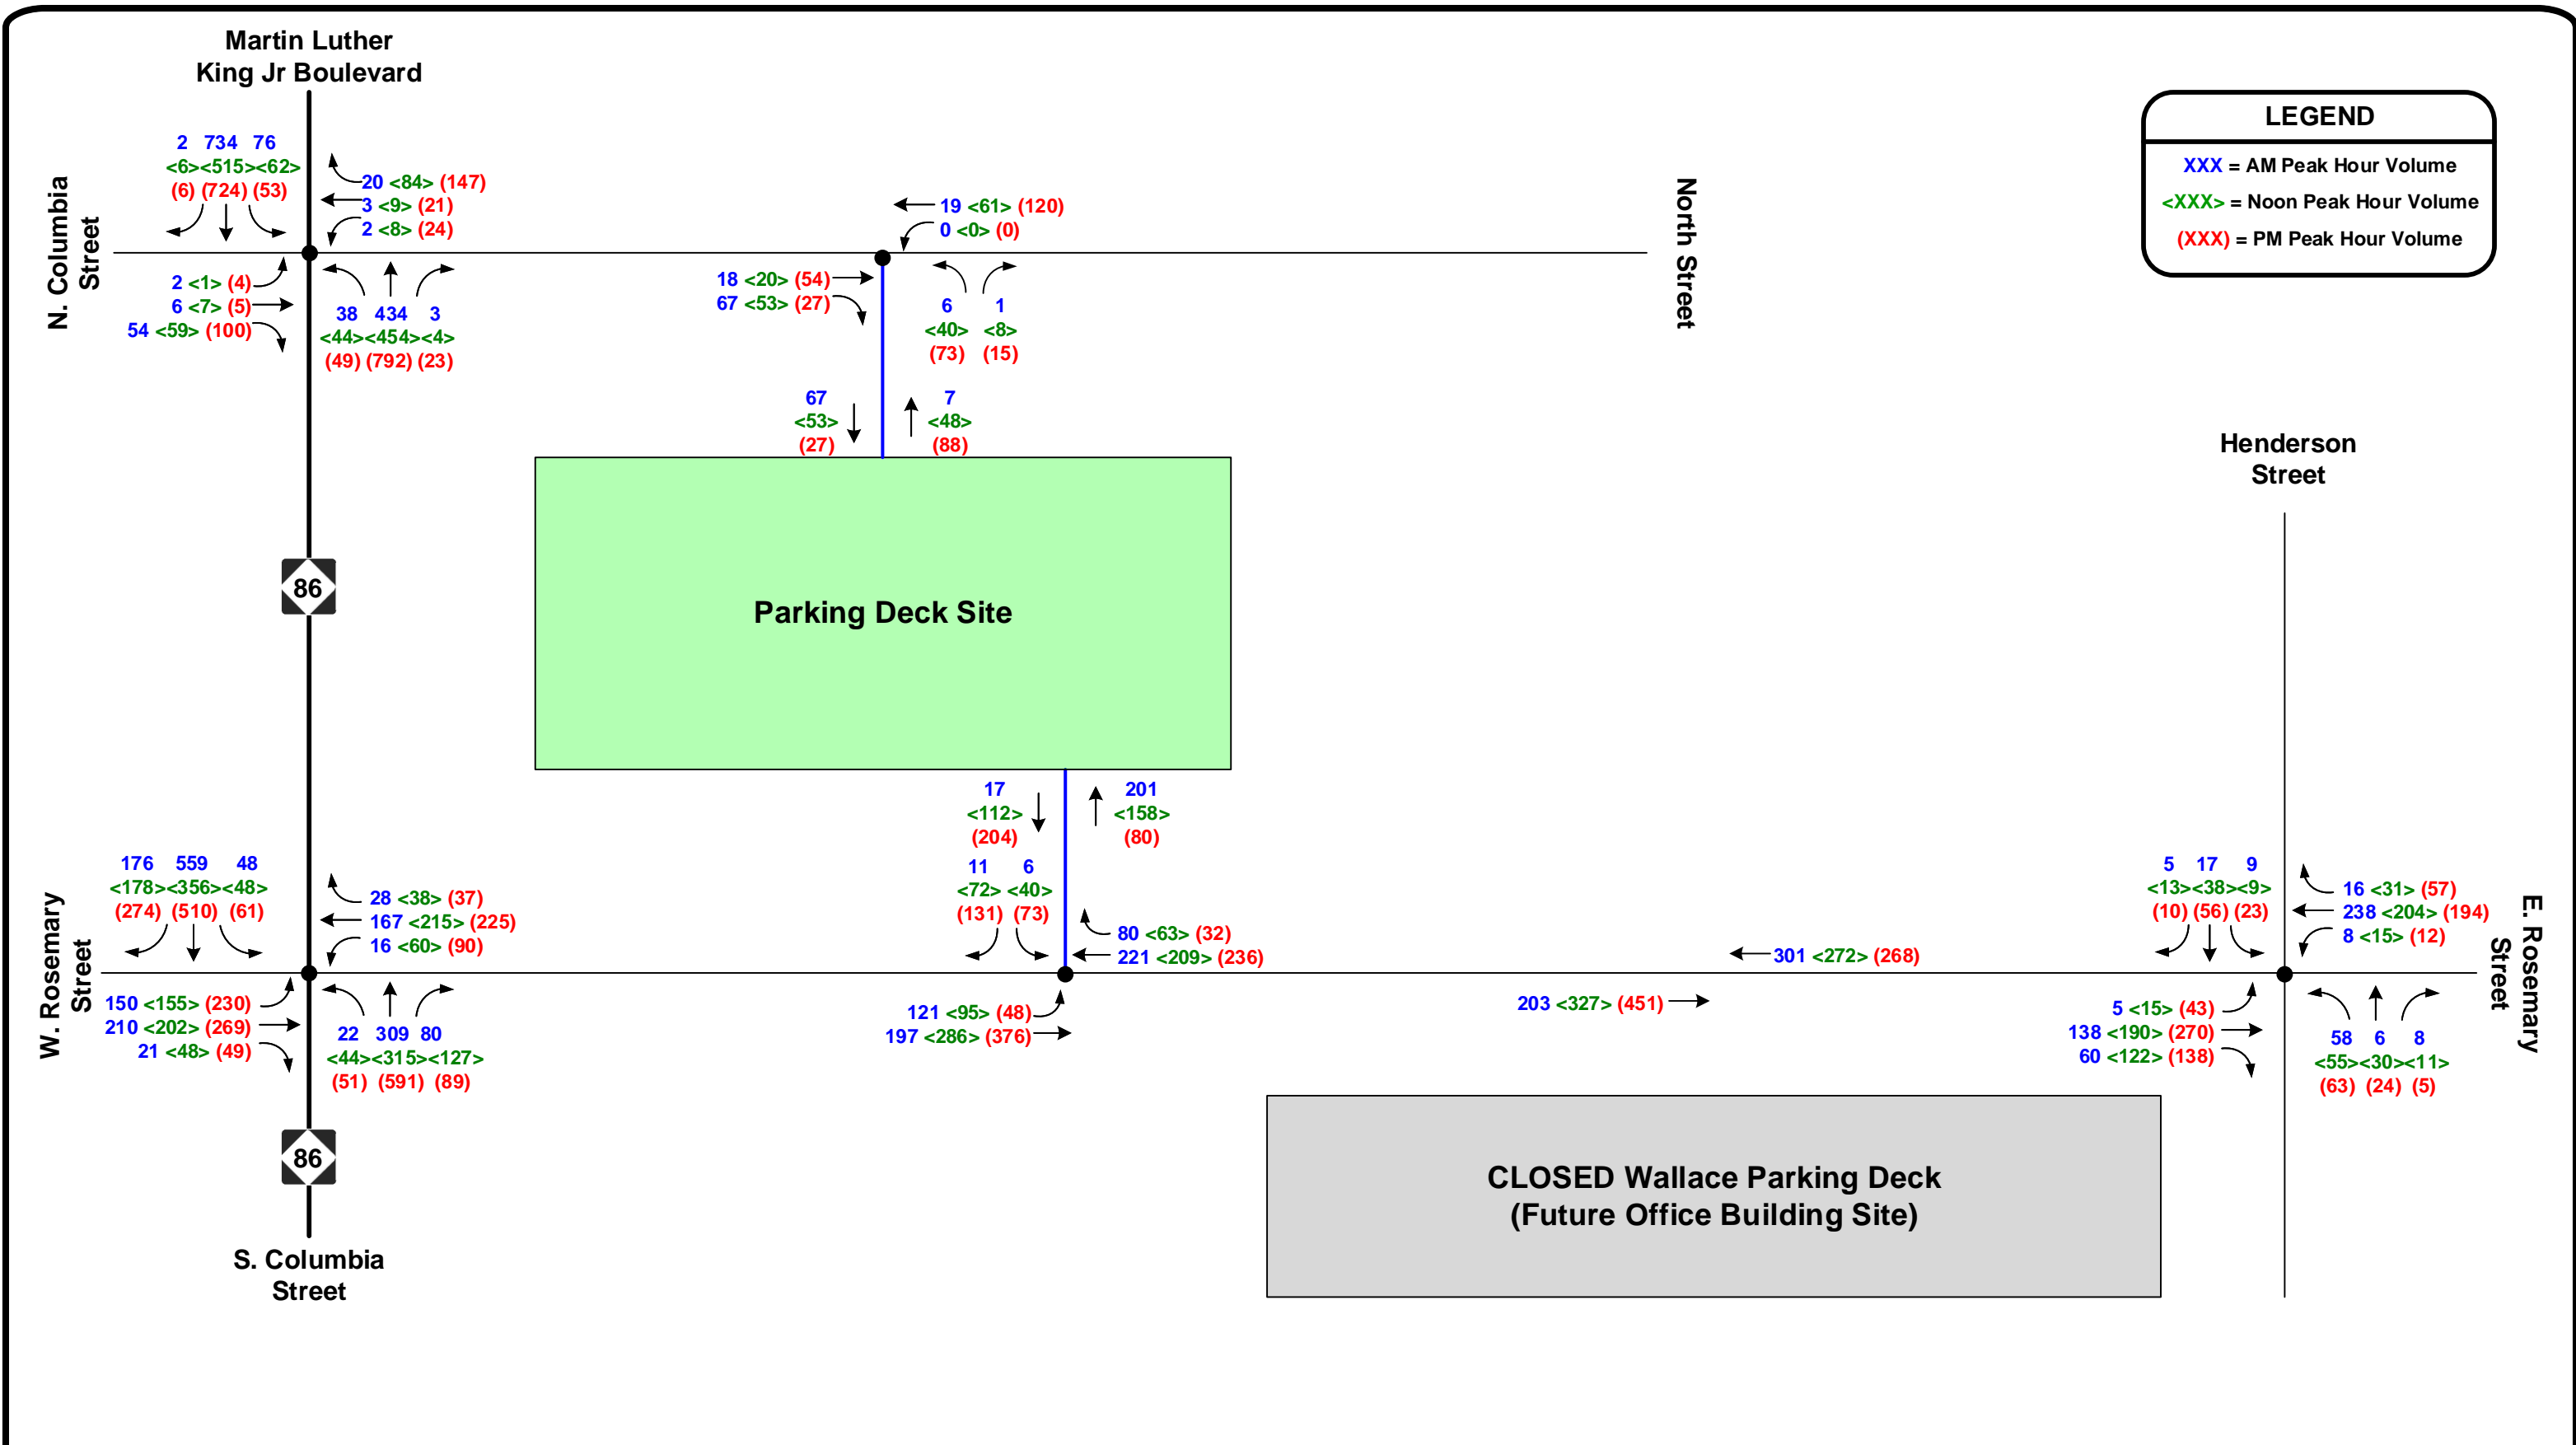 Martin Luther
King Jr Boulevard
LEGEND
XXX = AM Peak Hour Volume
<XXX> = Noon Peak Hour Volume
(XXX) = PM Peak Hour Volume
N. Columbia
Street
2 734 76
<6><515><62>
(6) (724) (53)
20 <84> (147)
3 <9> (21)
2 <8> (24)
2 <1> (4)
6 <7> (5)
54 <59> (100)
38 434 3
<44><454><4>
(49) (792) (23)
19 <61> (120)
0 <0> (0)
18 <20> (54)
67 <53> (27)
6 1
<40> <8>
(73) (15)
North Street
67
<53>
(27)
7
<48>
(88)
Henderson
Street
86
Parking Deck Site
17
<112>
(204)
201
<158>
(80)
11 6
<72> <40>
(131) (73)
80 <63> (32)
221 <209> (236)
121 <95> (48)
197 <286> (376)
301 <272> (268)
203 <327> (451)
W. Rosemary
Street
176 559 48
<178><356><48>
(274) (510) (61)
28 <38> (37)
167 <215> (225)
16 <60> (90)
150 <155> (230)
210 <202> (269)
21 <48> (49)
22 309 80
<44><315><127>
(51) (591) (89)
5 17 9
<13><38><9>
(10) (56) (23)
16 <31> (57)
238 <204> (194)
8 <15> (12)
5 <15> (43)
138 <190> (270)
60 <122> (138)
58 6 8
<55><30><11>
(63) (24) (5)
E. Rosemary
Street
86
CLOSED Wallace Parking Deck
(Future Office Building Site)
S. Columbia
Street